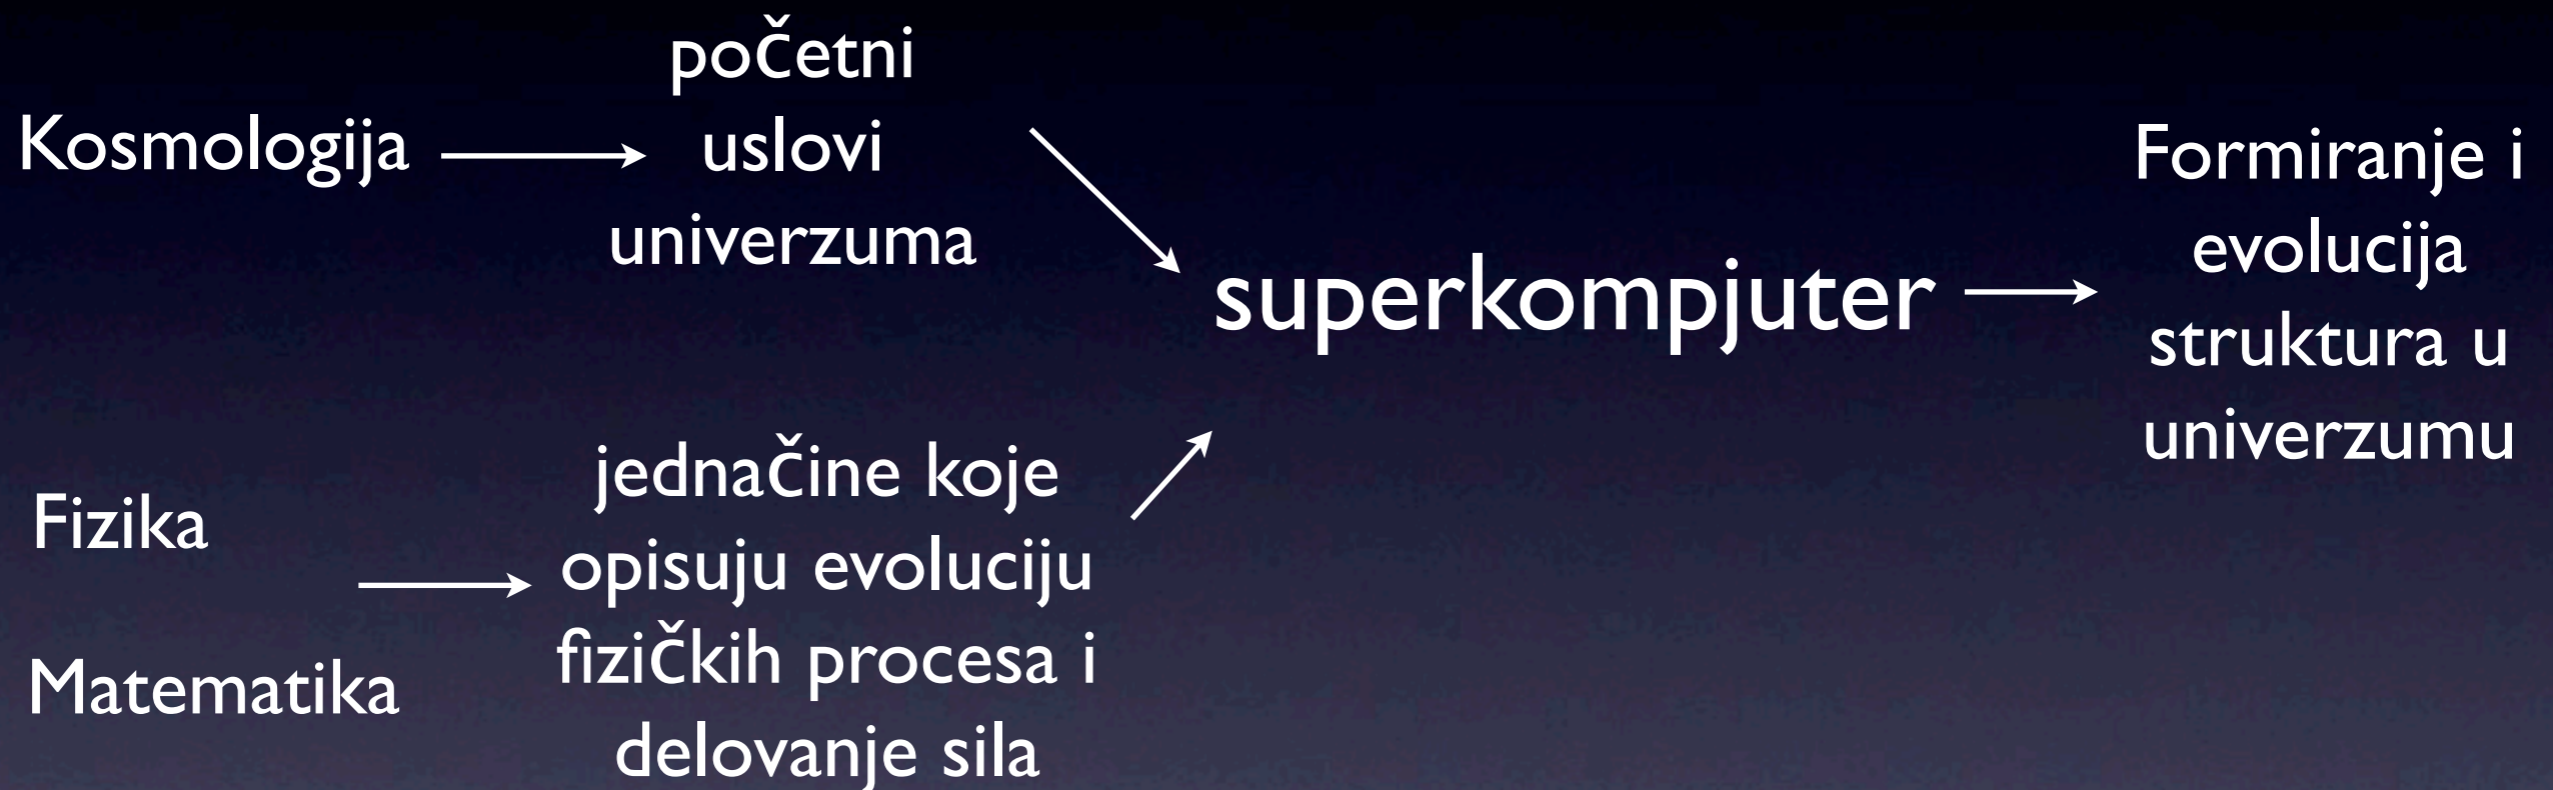 Kosmologija
početni
uslovi
univerzuma
superkompjuter
Formiranje i
evolucija
struktura u
univerzumu
Fizika
Matematika
jednačine koje
opisuju evoluciju
fizičkih procesa i
delovanje sila